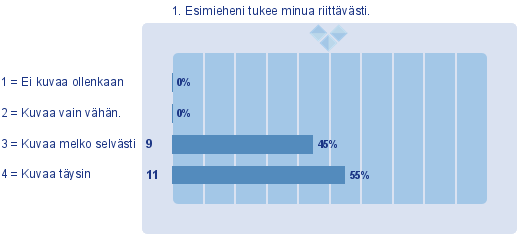 1. Esimieheni tukee minua riittävästi.
1 = Ei kuvaa ollenkaan 0%
2 = Kuvaa vain vähän. 0%
3 = Kuvaa melko selvästi 9 45%
4 = Kuvaa täysin 11 55%